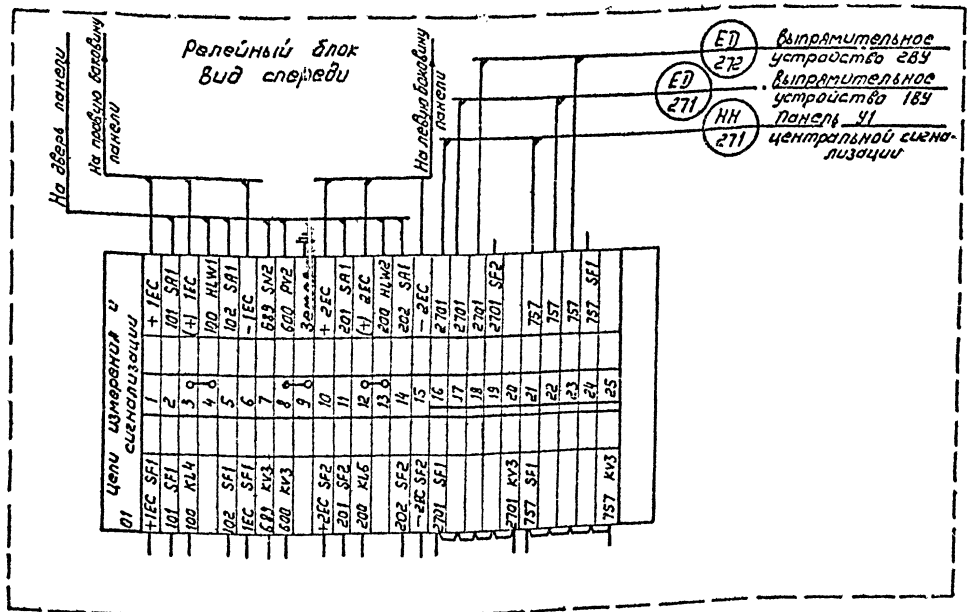 Релейный блок
Вид спереди
На дверь панели
На правую боковину
панели
На левую боковину
панели
ЕД
272
Выпрямительное
устройство 2ВУ
ЕД
271
Выпрямительное
устройство 1ВУ
НН
271
Панель У1
центральной сигна-
лизации
01
Цепи измерения и
сигнализации
+1ЕС
101 SA1
(+) 1ЕС
100 HLW1
102 SA1
-1ЕС
689 SN2
600 PV2
Земля
+2ЕС
201 SA1
(+) 2ЕС
200 HLW2
202 SA1
-2ЕС
2701
2701
2701
2701 SF2
757
757
757
757 SF1
1
2
3
4
5
6
7
8
9
10
11
12
13
14
15
16
17
18
19
20
21
22
23
24
25
+1ЕС SF1
101 SF1
100 KL4
102 SF1
1ЕС SF1
689 KV3
600 KV3
+2ЕС SF2
201 SF2
200 KL6
202 SF2
-2ЕС SF2
2701 SF1
2701 KV3
757 SF1
757 KV3